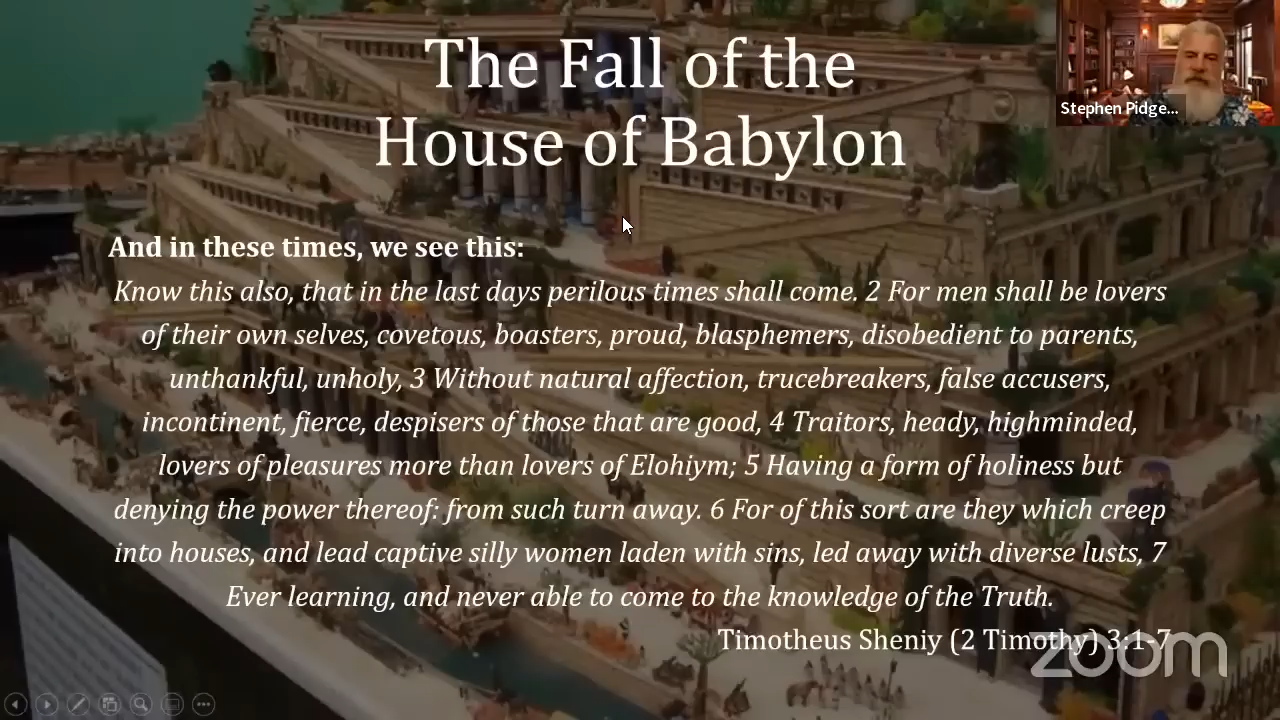 The Fall of the
House of Babylon
Stephen Pidge...
And in these times, we see this:
Know this also, that in the last days perilous times shall come. 2 For men shall be lovers
of their own selves, covetous, boasters, proud, blasphemers, disobedient to parents,
unthankful, unholy, 3 Without natural affection, trucebreakers, false accusers,
incontinent, fierce, despisers of those that are good, 4 Traitors, heady, highminded,
lovers of pleasures more than lovers of Elohiym; 5 Having a form of holiness but
denying the power thereof: from such turn away. 6 For of this sort are they which creep
into houses, and lead captive silly women laden with sins, led away with diverse lusts, 7
Ever learning, and never able to come to the knowledge of the Truth.
Timotheus Sheniy (2 Timothy) 3:1-7
zoom